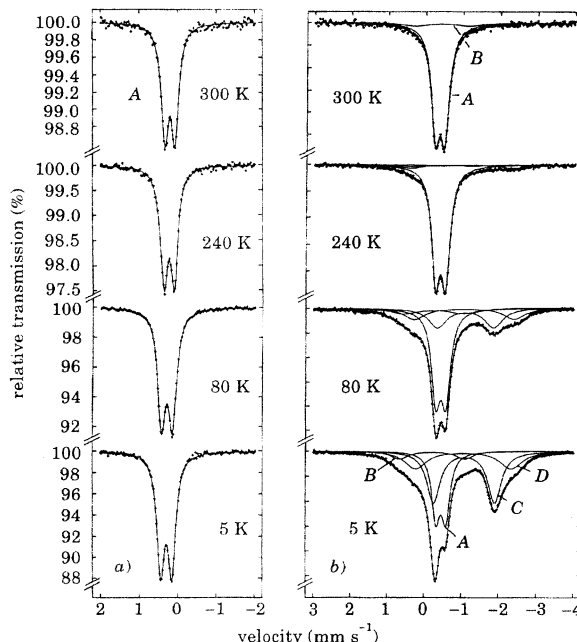 relative transmission (%)
100.0
99.8
99.6
99.4
99.2
99.0
98.8
A
300 K
100.0
99.5
99.0
98.5
98.0
97.5
240 K
100
98
96
94
92
80 K
100
98
96
94
92
90
88
5 K
a)
2 1 0 −1 −2
B
A
300 K
240 K
80 K
B
D
C
A
5 K
b)
3 2 1 0 −1 −2 −3 −4
velocity (mm s⁻¹)